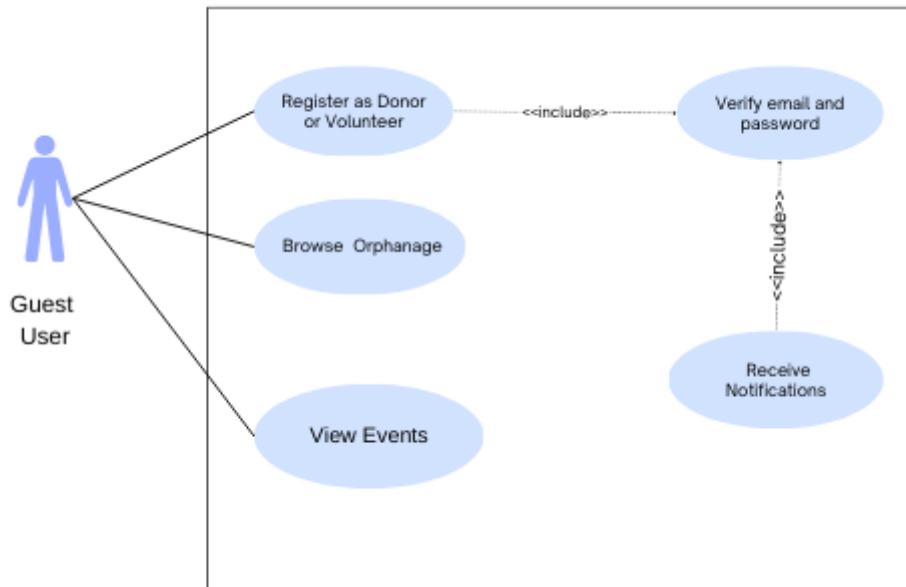 Register as Donor
or Volunteer
<<include>>
Verify email and
password
<<include>>
Browse Orphanage
Guest
User
Receive
Notifications
View Events